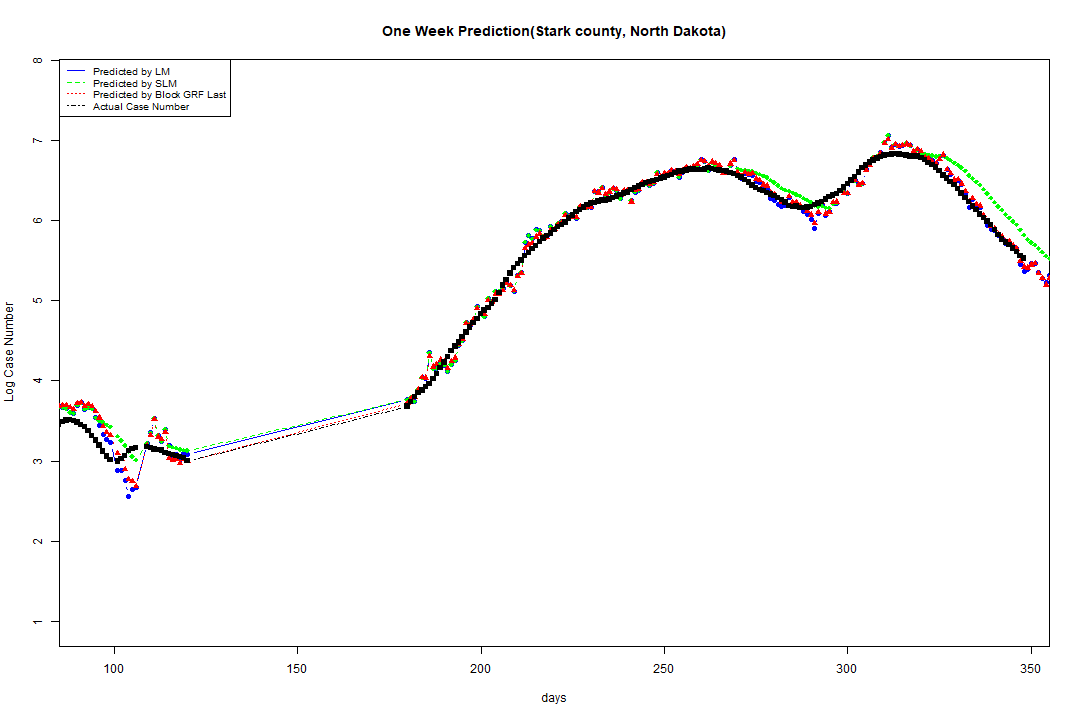 One Week Prediction(Stark county, North Dakota)
Predicted by LM
Predicted by SLM
Predicted by Block GRF Last
Actual Case Number
8
7
6
5
4
3
2
1
Log Case Number
100 150 200 250 300 350
days